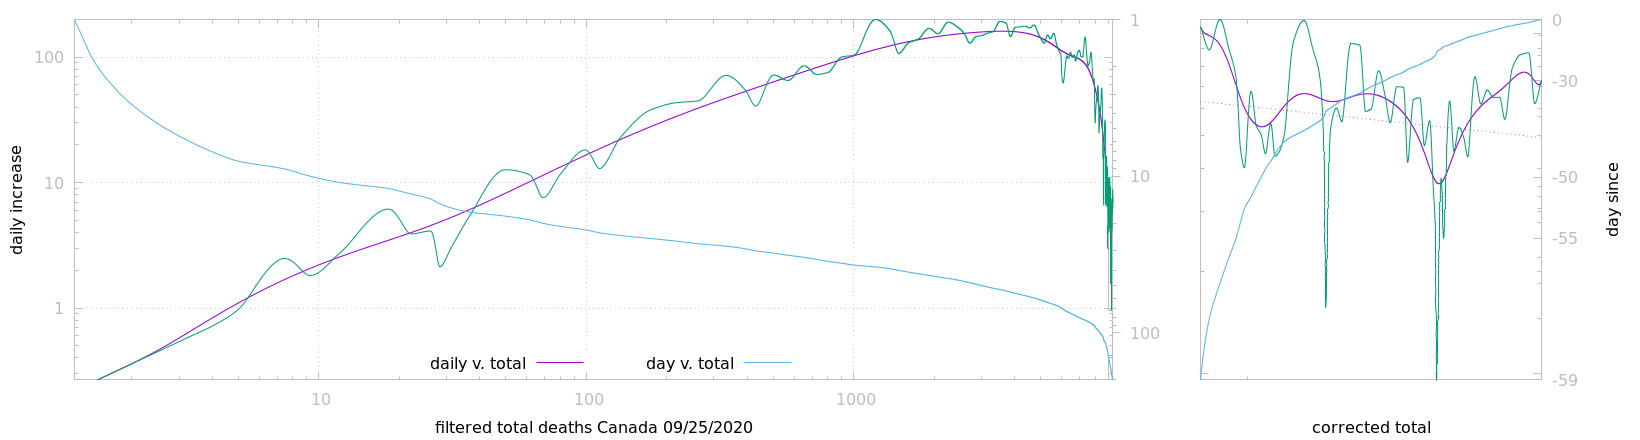 100
10
1
daily increase
10
100
1000
filtered total deaths Canada 09/25/2020
daily v. total
day v. total
1
10
100
0
-30
-50
-55
-59
day since
corrected total